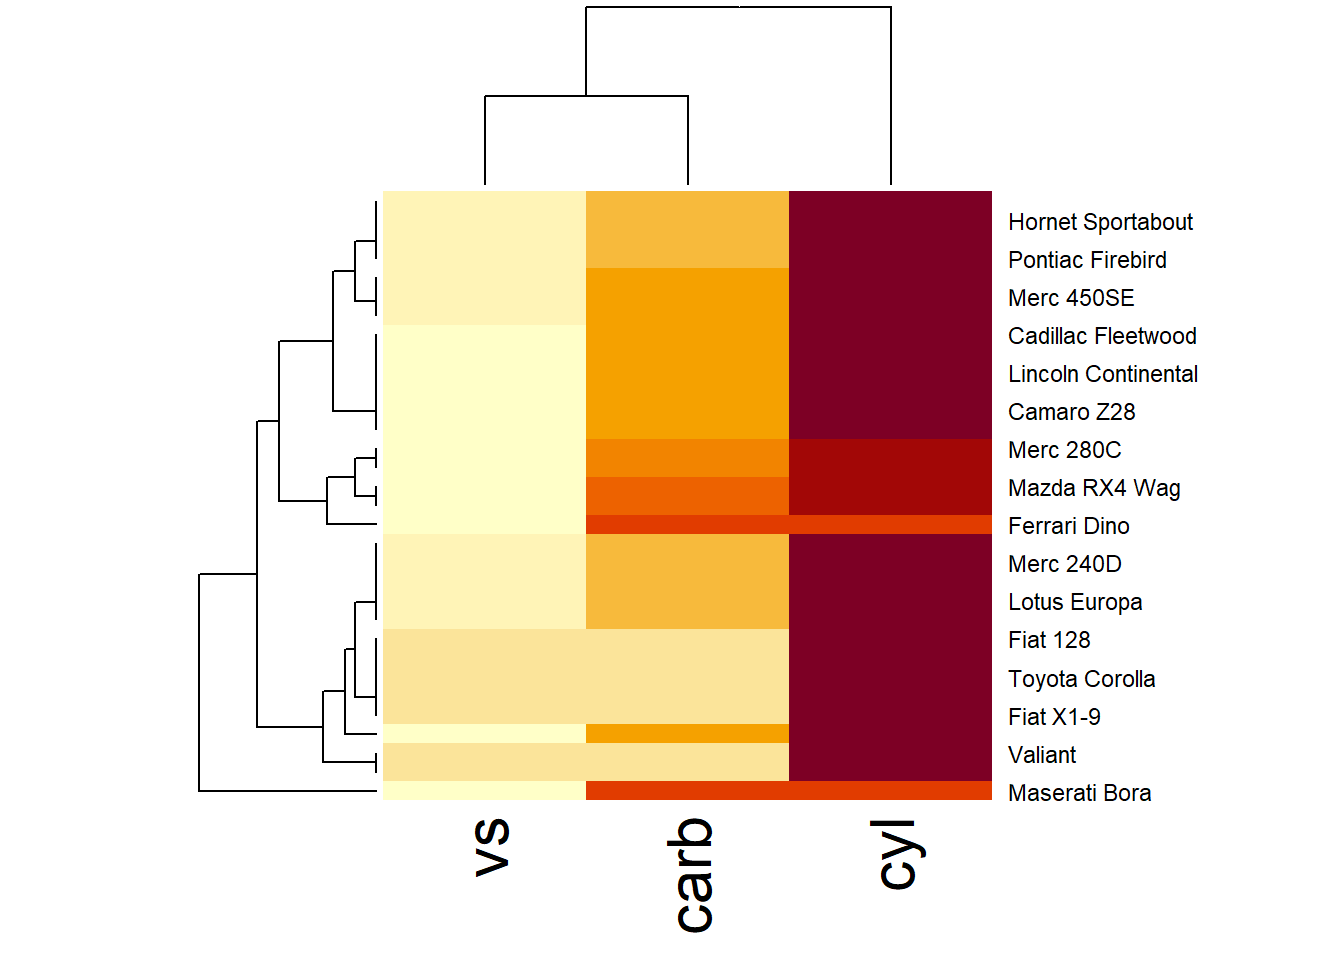 Hornet Sportabout
Pontiac Firebird
Merc 450SE
Cadillac Fleetwood
Lincoln Continental
Camaro Z28
Merc 280C
Mazda RX4 Wag
Ferrari Dino
Merc 240D
Lotus Europa
Fiat 128
Toyota Corolla
Fiat X1-9
Valiant
Maserati Bora
vs
carb
cyl